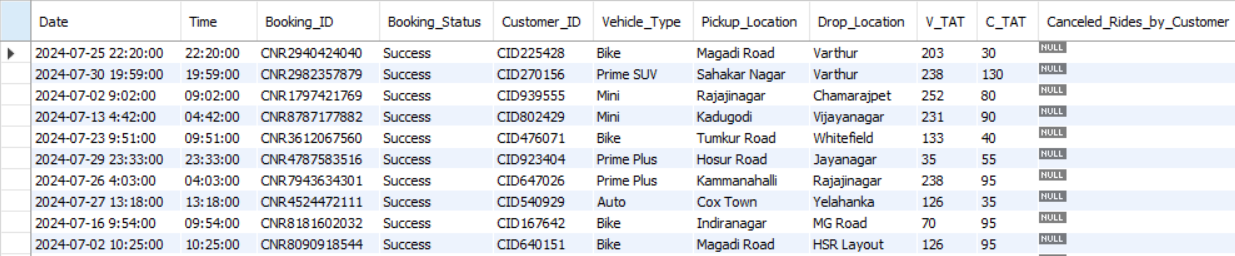 Date Time Booking_ID Booking_Status Customer_ID Vehicle_Type Pickup_Location Drop_Location V_TAT C_TAT Canceled_Rides_by_Customer
2024-07-25 22:20:00 22:20:00 CNR2940424040 Success CID225428 Bike Magadi Road Varthur 203 30 NULL
2024-07-30 19:59:00 19:59:00 CNR2982357879 Success CID270156 Prime SUV Sahakar Nagar Varthur 238 130 NULL
2024-07-02 9:02:00 09:02:00 CNR1797421769 Success CID939555 Mini Rajajinagar Chamarajpet 252 80 NULL
2024-07-13 4:42:00 04:42:00 CNR8787177882 Success CID802429 Mini Kadugodi Vijayanagar 231 90 NULL
2024-07-23 9:51:00 09:51:00 CNR3612067560 Success CID476071 Bike Tumkur Road Whitefield 133 40 NULL
2024-07-29 23:33:00 23:33:00 CNR4787583516 Success CID923404 Prime Plus Hosur Road Jayanagar 35 55 NULL
2024-07-26 4:03:00 04:03:00 CNR7943634301 Success CID647026 Prime Plus Kammanahalli Rajajinagar 238 95 NULL
2024-07-27 13:18:00 13:18:00 CNR4524472111 Success CID540929 Auto Cox Town Yelahanka 126 35 NULL
2024-07-16 9:54:00 09:54:00 CNR8181602032 Success CID167642 Bike Indiranagar MG Road 70 95 NULL
2024-07-02 10:25:00 10:25:00 CNR8090918544 Success CID640151 Bike Magadi Road HSR Layout 126 95 NULL